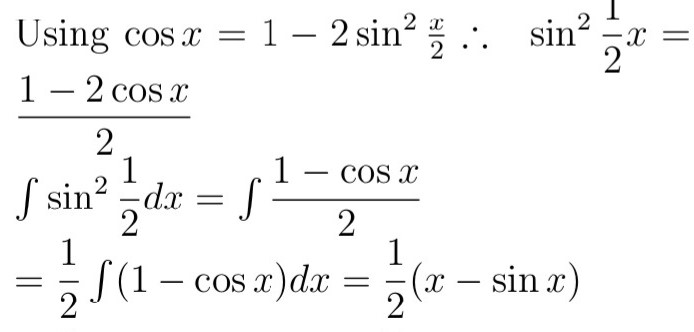 Using cos x = 1 − 2 sin² x/2 ∴ sin² 1/2 x =
(1 − 2 cos x)/2
∫ sin² 1/2 dx = ∫ (1 − cos x)/2
= 1/2 ∫(1 − cos x)dx = 1/2 (x − sin x)